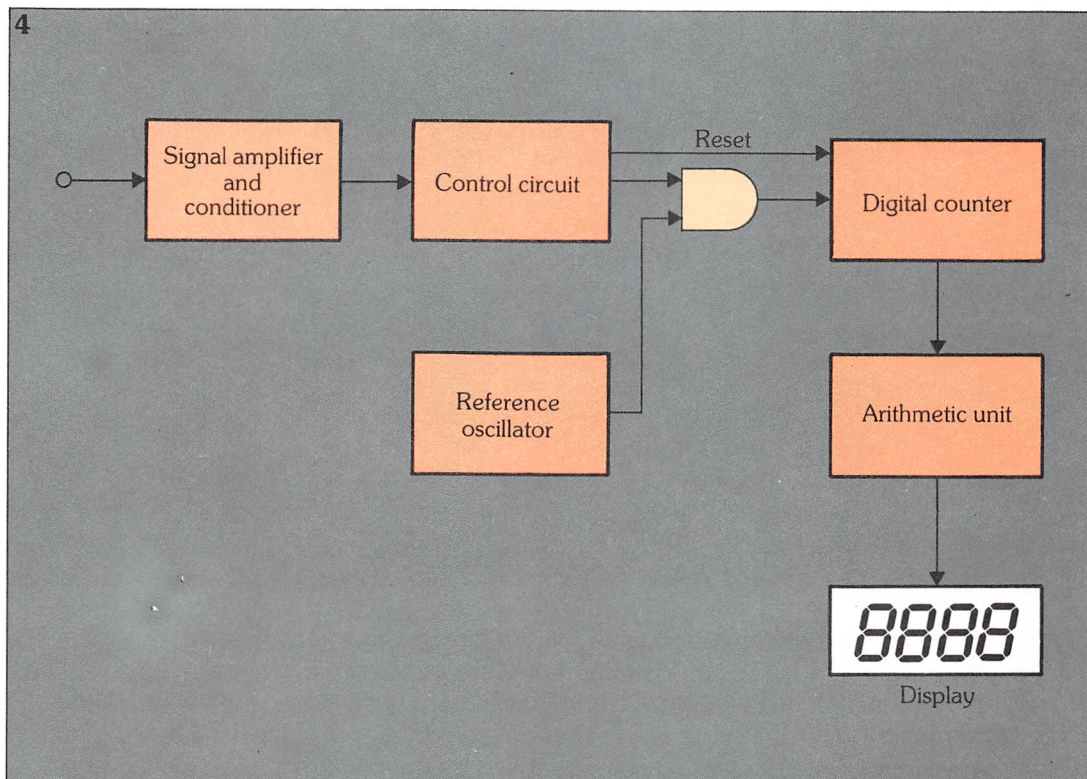 4
Signal amplifier
and
conditioner
Control circuit
Reset
Digital counter
Reference
oscillator
Arithmetic unit
8888
Display